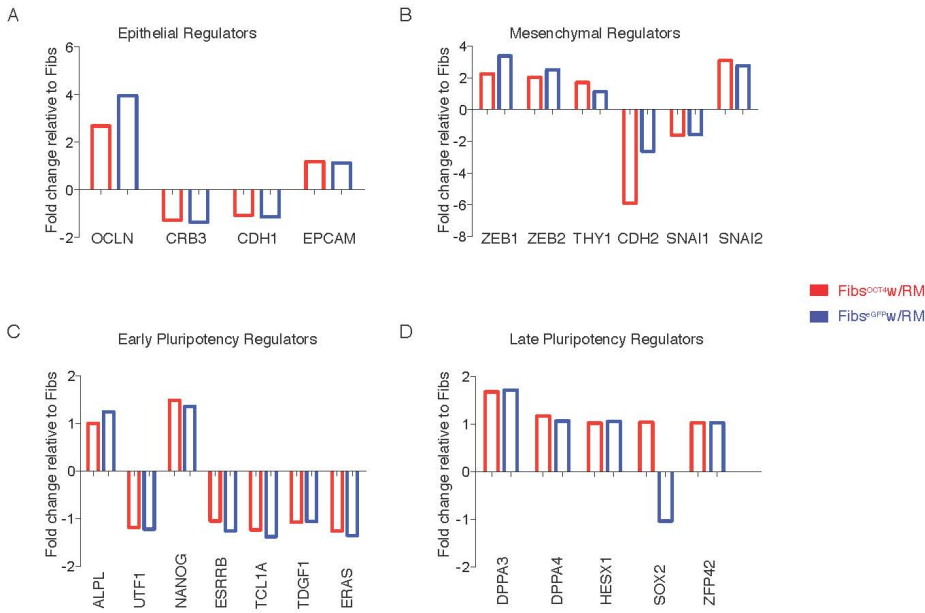 A
Epithelial Regulators
Fold change relative to Fibs
6
4
2
0
-2
OCLN CRB3 CDH1 EPCAM
B
Mesenchymal Regulators
Fold change relative to Fibs
4
2
0
-2
-4
-6
-8
ZEB1 ZEB2 THY1 CDH2 SNAI1 SNAI2
FibsOCT4w/RM
FibseGFPw/RM
C
Early Pluripotency Regulators
Fold change relative to Fibs
2
1
0
-1
-2
ALPL
UTF1
NANOG
ESRRB
TCL1A
TDGF1
ERAS
D
Late Pluripotency Regulators
Fold change relative to Fibs
2
1
0
-1
-2
DPPA3
DPPA4
HESX1
SOX2
ZFP42